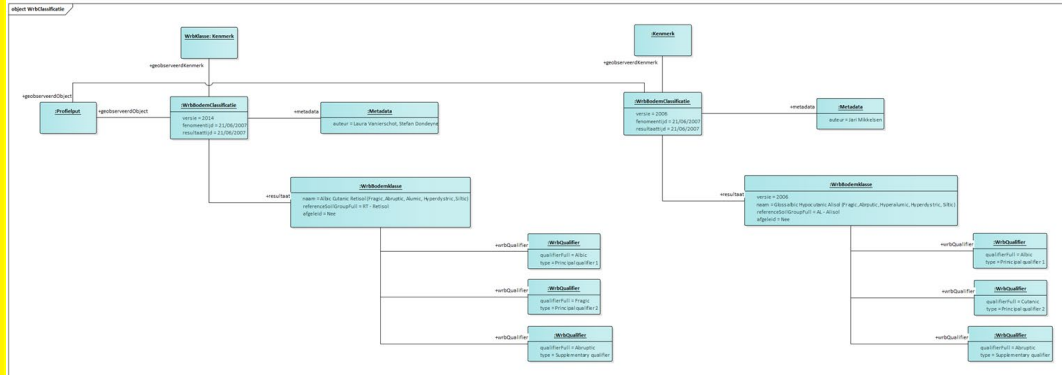 object WrbClassificatie
WrbKlasse: Kenmerk
+geobserveerdKenmerk
+geobserveerdObject
:Profielput
+geobserveerdObject
:WrbBodemClassificatie
versie = 2014
fenomeentijd = 21/06/2007
resultaattijd = 21/06/2007
+metadata
:Metadata
auteur = Laura Vanierschot, Stefan Dondeyne
+resultaat
:WrbBodemklasse
naam = Albic Cutanic Retisol (Fragic, Abruptic, Alumic, Hyperdystric, Siltic)
referenceSoilGroupFull = RT - Retisol
afgeleid = Nee
+wrbQualifier
:WrbQualifier
qualifierFull = Albic
type = Principal qualifier 1
+wrbQualifier
:WrbQualifier
qualifierFull = Fragic
type = Principal qualifier 2
+wrbQualifier
:WrbQualifier
qualifierFull = Abruptic
type = Supplementary qualifier
:Kenmerk
+geobserveerdKenmerk
:WrbBodemClassificatie
versie = 2006
fenomeentijd = 21/06/2007
resultaattijd = 21/06/2007
+metadata
:Metadata
auteur = Jari Mikkelsen
+resultaat
:WrbBodemklasse
versie = 2006
naam = Glossalbic Hypocutanic Alisol (Fragic, Abruptic, Hyperalumic, Hyperdystric, Siltic)
referenceSoilGroupFull = AL - Alisol
afgeleid = Nee
+wrbQualifier
:WrbQualifier
qualifierFull = Albic
type = Principal qualifier 1
+wrbQualifier
:WrbQualifier
qualifierFull = Cutanic
type = Principal qualifier 2
+wrbQualifier
:WrbQualifier
qualifierFull = Abruptic
type = Supplementary qualifier